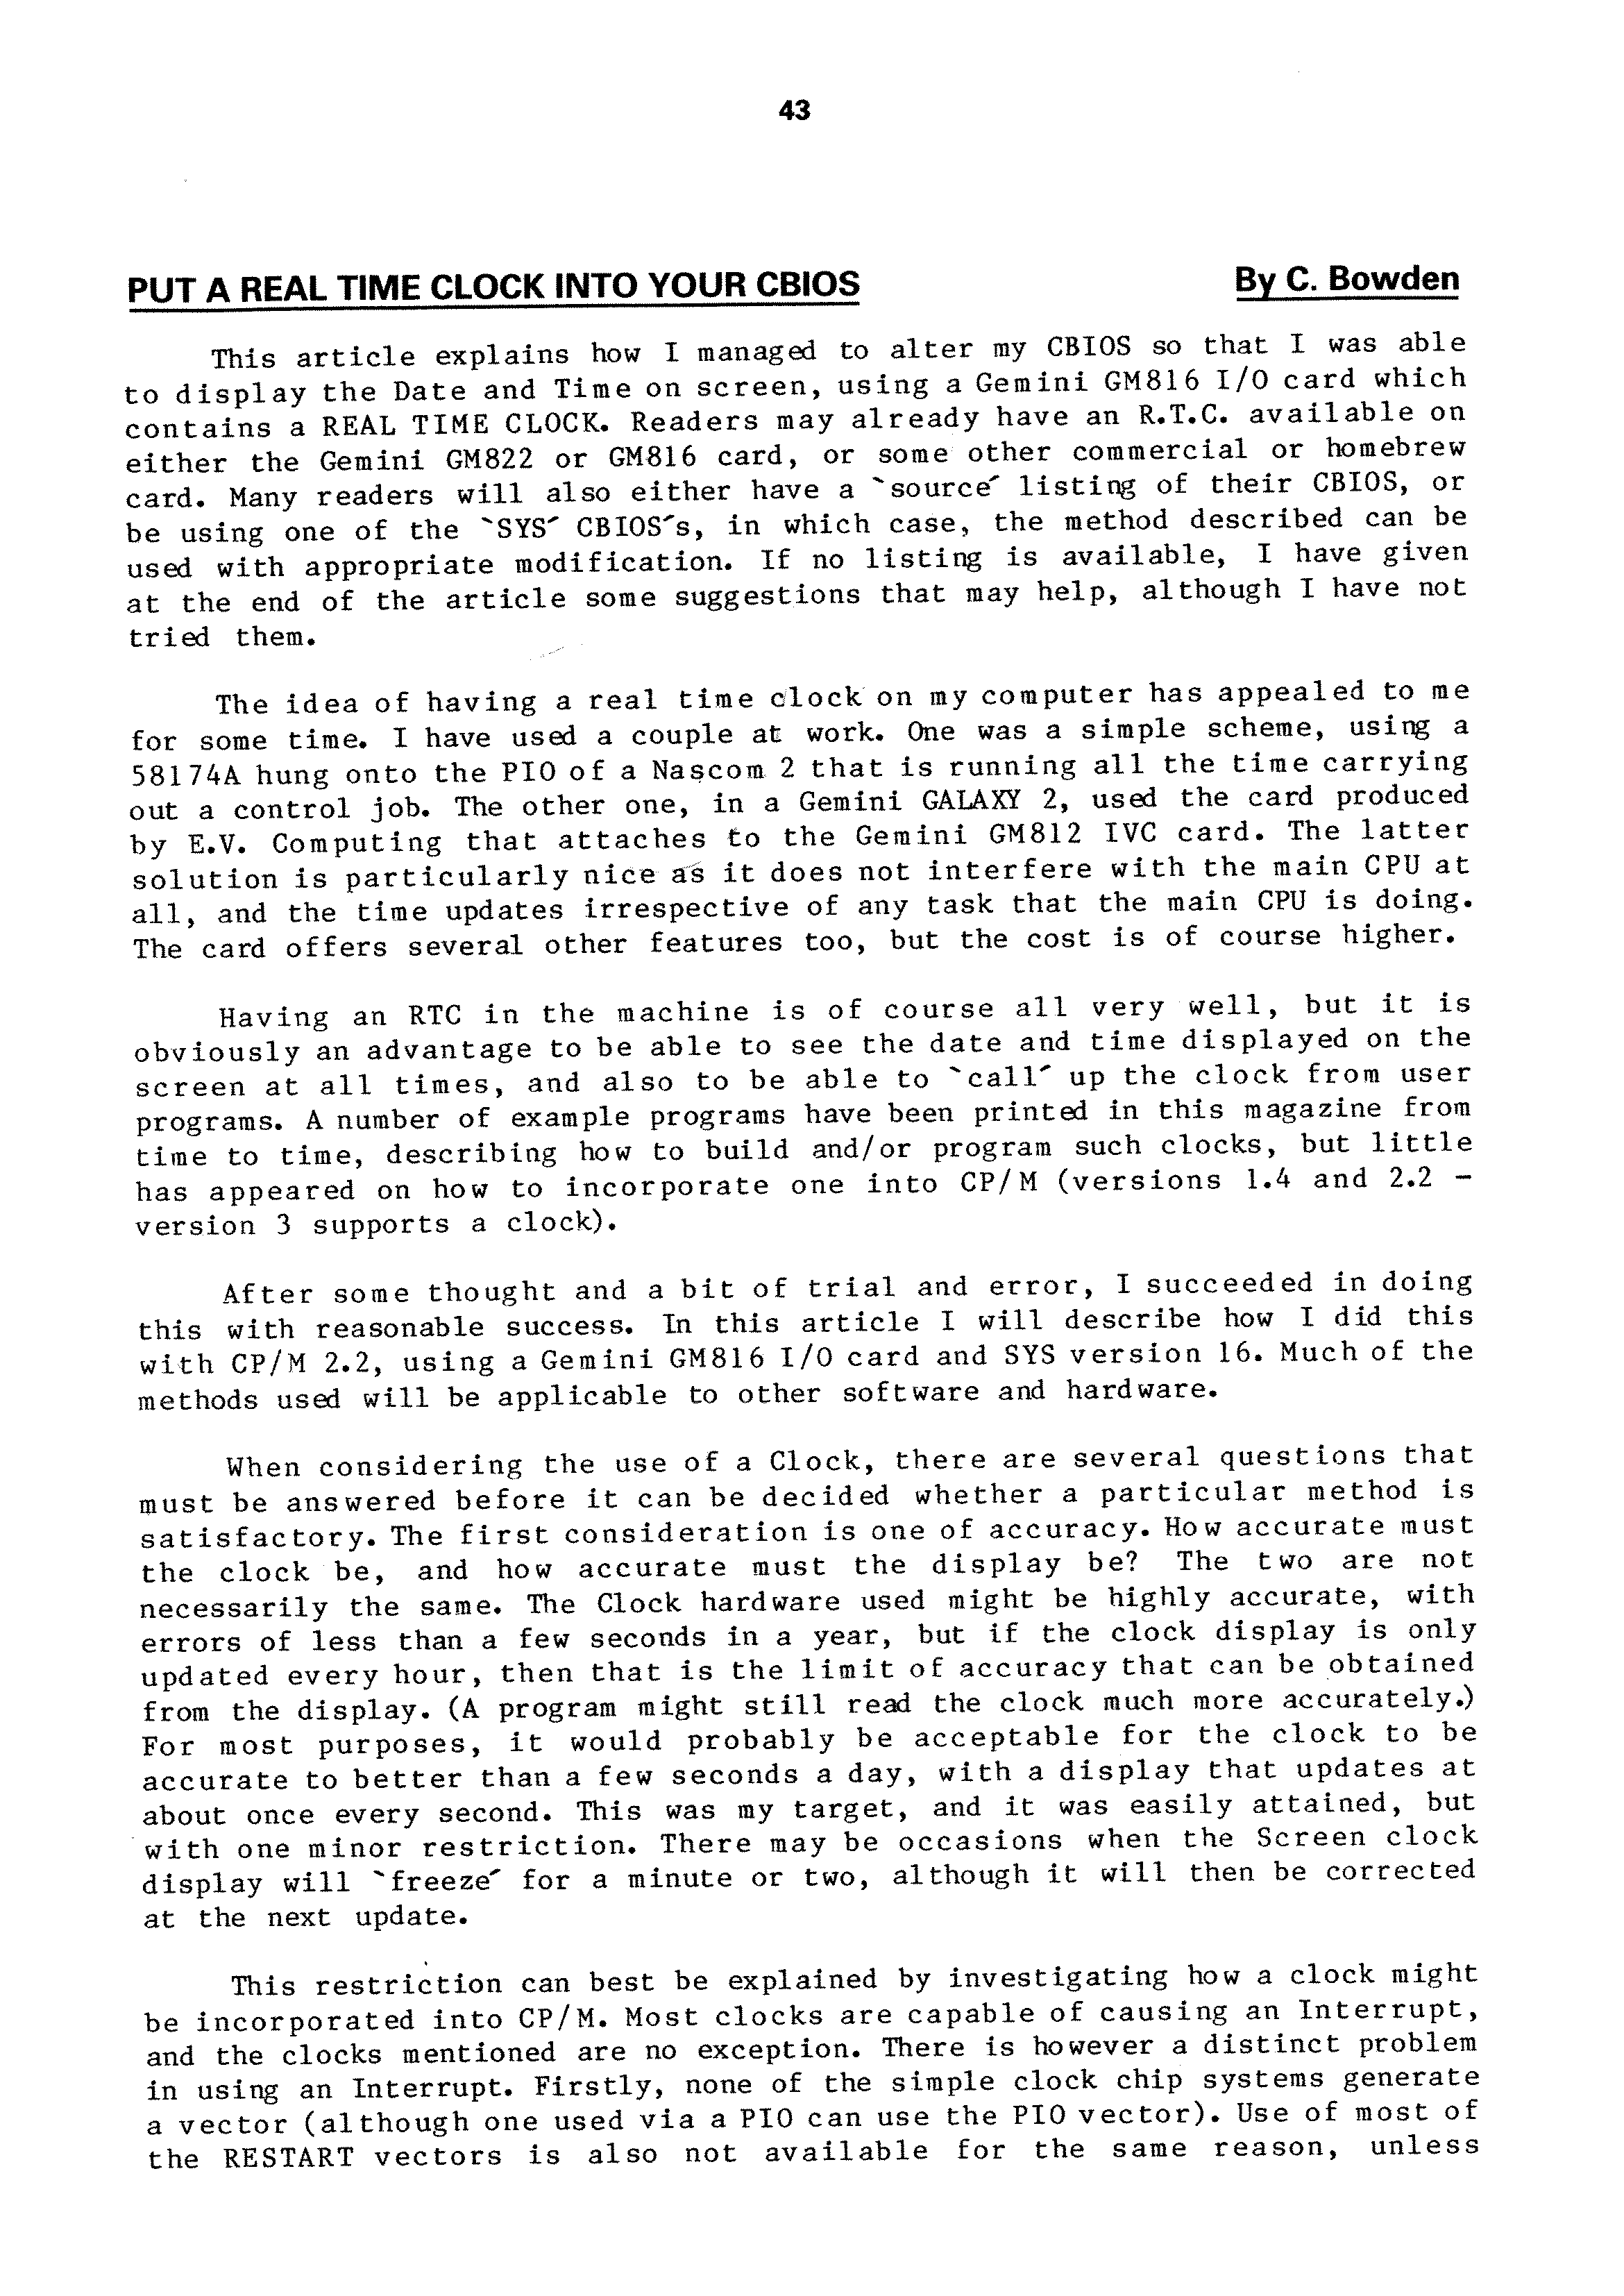 43
PUT A REAL TIME CLOCK INTO YOUR CBIOS By C. Bowden
This article explains how I managed to alter my CBIOS so that I was able
to display the Date and Time on screen, using a Gemini GM816 I/O card which
contains a REAL TIME CLOCK. Readers may already have an R.T.C. available on
either the Gemini GM822 or GM816 card, or some other commercial or homebrew
card. Many readers will also either have a `source´ listing of their CBIOS, or
be using one of the `SYS´ CBIOS´s, in which case, the method described can be
used with appropriate modification. If no listing is available, I have given
at the end of the article some suggestions that may help, although I have not
tried them.
The idea of having a real time clock on my computer has appealed to me
for some time. I have used a couple at work. One was a simple scheme, using a
58174A hung onto the PIO of a Nascom 2 that is running all the time carrying
out a control job. The other one, in a Gemini GALAXY 2, used the card produced
by E.V. Computing that attaches to the Gemini GM812 IVC card. The latter
solution is particularly nice as it does not interfere with the main CPU at
all, and the time updates irrespective of any task that the main CPU is doing.
The card offers several other features too, but the cost is of course higher.
Having an RTC in the machine is of course all very well, but it is
obviously an advantage to be able to see the date and time displayed on the
screen at all times, and also to be able to `call´ up the clock from user
programs. A number of example programs have been printed in this magazine from
time to time, describing how to build and/or program such clocks, but little
has appeared on how to incorporate one into CP/M (versions 1.4 and 2.2 -
version 3 supports a clock).
After some thought and a bit of trial and error, I succeeded in doing
this with reasonable success. In this article I will describe how I did this
with CP/M 2.2, using a Gemini GM816 I/O card and SYS version 16. Much of the
methods used will be applicable to other software and hardware.
When considering the use of a Clock, there are several questions that
must be answered before it can be decided whether a particular method is
satisfactory. The first consideration is one of accuracy. How accurate must
the clock be, and how accurate must the display be? The two are not
necessarily the same. The Clock hardware used might be highly accurate, with
errors of less than a few seconds in a year, but if the clock display is only
updated every hour, then that is the limit of accuracy that can be obtained
from the display. (A program might still read the clock much more accurately.)
For most purposes, it would probably be acceptable for the clock to be
accurate to better than a few seconds a day, with a display that updates at
about once every second. This was my target, and it was easily attained, but
with one minor restriction. There may be occasions when the Screen clock
display will `freeze´ for a minute or two, although it will then be corrected
at the next update.
This restriction can best be explained by investigating how a clock might
be incorporated into CP/M. Most clocks are capable of causing an Interrupt,
and the clocks mentioned are no exception. There is however a distinct problem
in using an Interrupt. Firstly, none of the simple clock chip systems generate
a vector (although one used via a PIO can use the PIO vector). Use of most of
the RESTART vectors is also not available for the same reason, unless